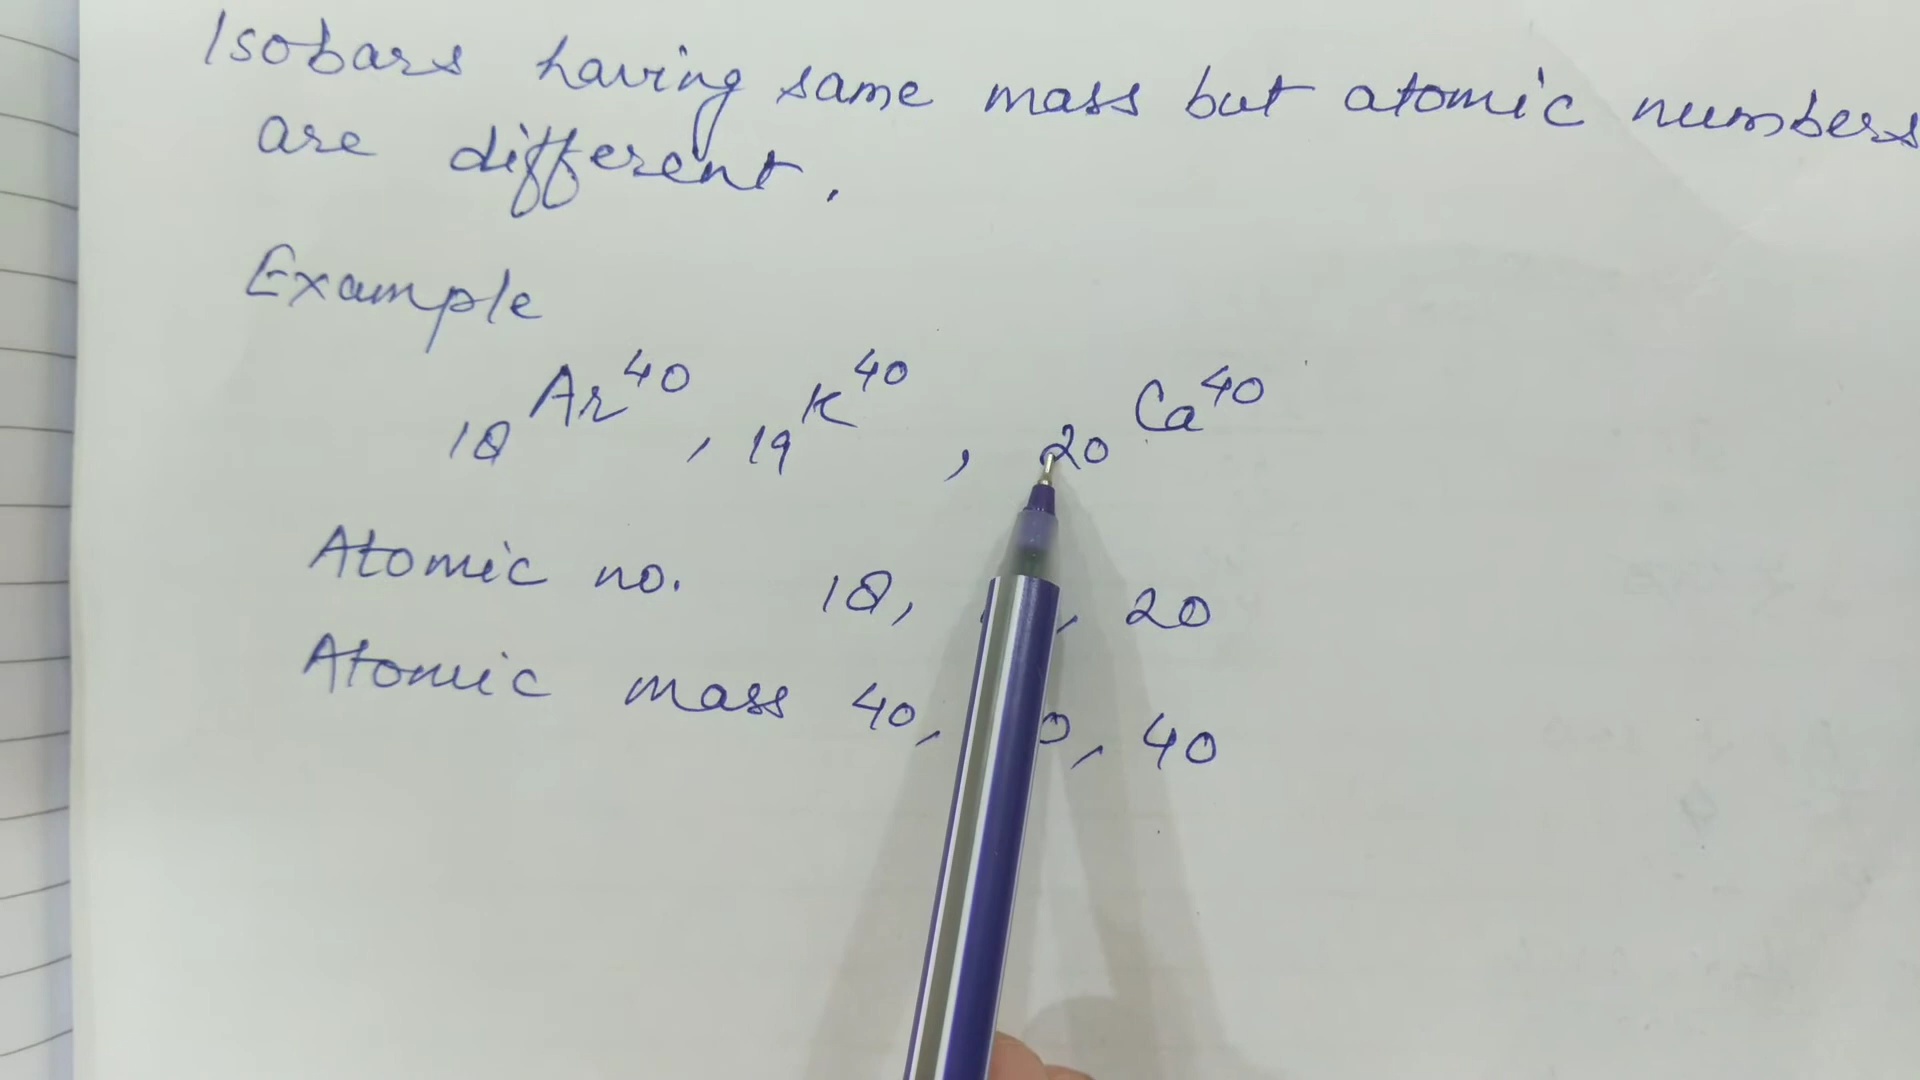 Isobars having same mass but atomic numbers
are different.
Example
₁₈Ar⁴⁰, ₁₉K⁴⁰, ₂₀Ca⁴⁰
Atomic no. 18, , 20
Atomic mass 40, 0, 40